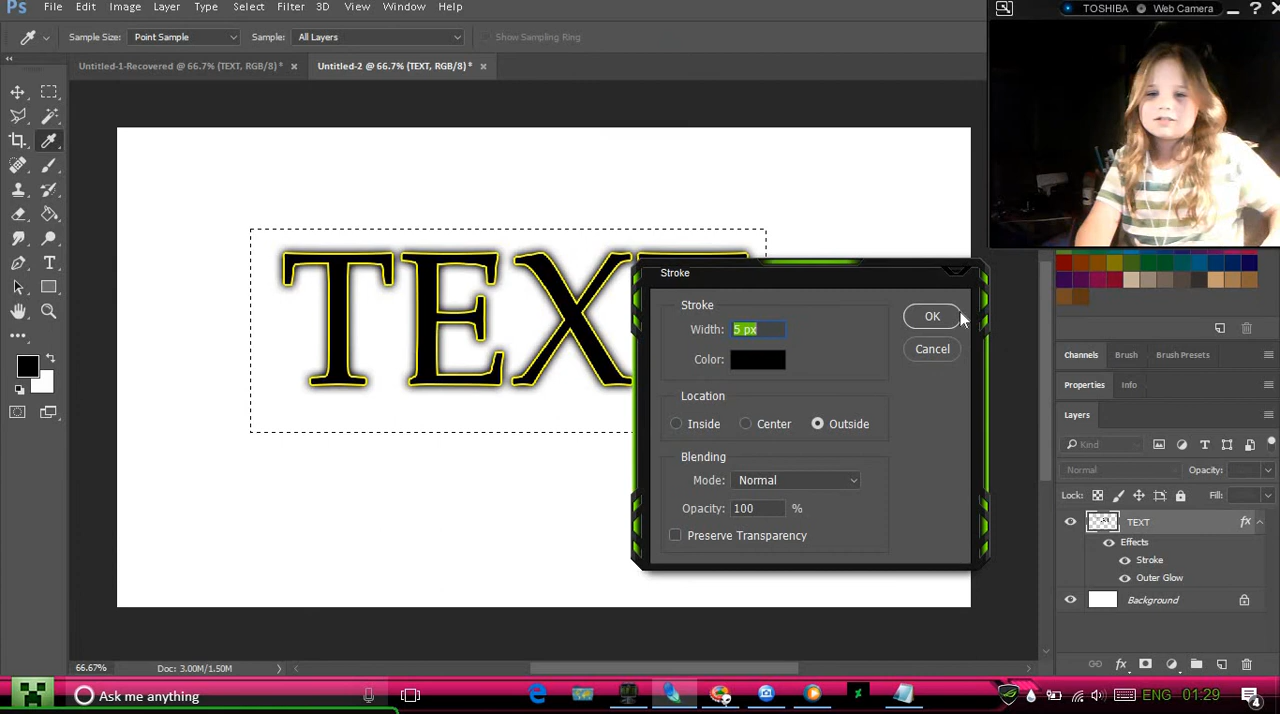 Ps File Edit Image Layer Type Select Filter 3D View Window Help
TOSHIBA Web Camera
Sample Size: Point Sample Sample: All Layers Show Sampling Ring
Untitled-1-Recovered @ 66.7% (TEXT, RGB/8) * Untitled-2 @ 66.7% (TEXT, RGB/8) *
TEXT
Stroke
Stroke
Width: 5 px
Color:
OK
Cancel
Location
Inside Center Outside
Blending
Mode: Normal
Opacity: 100 %
Preserve Transparency
Channels Brush Brush Presets
Properties Info
Layers
Kind
Normal Opacity:
Lock: Fill:
TEXT fx
Effects
Stroke
Outer Glow
Background
66.67% Doc: 3.00M/1.50M
fx
Ask me anything
ENG 01:29
4